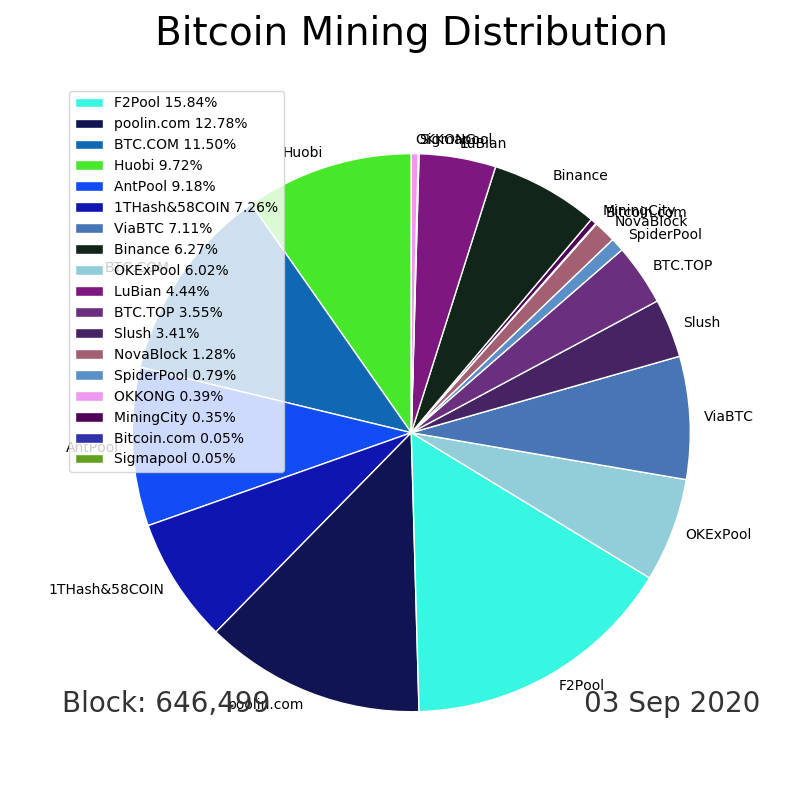 Bitcoin Mining Distribution
F2Pool 15.84%
poolin.com 12.78%
BTC.COM 11.50%
Huobi 9.72%
AntPool 9.18%
1THash&58COIN 7.26%
ViaBTC 7.11%
Binance 6.27%
OKExPool 6.02%
LuBian 4.44%
BTC.TOP 3.55%
Slush 3.41%
NovaBlock 1.28%
SpiderPool 0.79%
OKKONG 0.39%
MiningCity 0.35%
Bitcoin.com 0.05%
Sigmapool 0.05%
Huobi
OKKONG
Sigmapool
LuBian
Binance
MiningCity
Bitcoin.com
NovaBlock
SpiderPool
BTC.TOP
Slush
ViaBTC
OKExPool
F2Pool
poolin.com
1THash&58COIN
AntPool
BTC.COM
Block: 646,499
03 Sep 2020